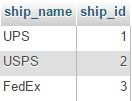 ship_name ship_id
UPS 1
USPS 2
FedEx 3